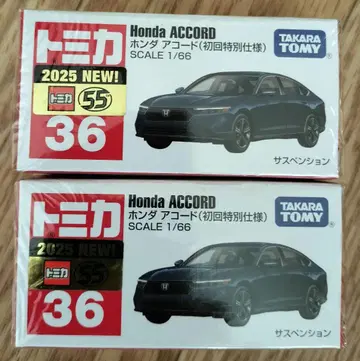 トミカ
2025 NEW!
トミカ 55
36
Honda ACCORD
ホンダ アコード(初回特別仕様)
SCALE 1/66
TAKARA TOMY
サスペンション
トミカ
2025 NEW!
トミカ 55
36
Honda ACCORD
ホンダ アコード(初回特別仕様)
SCALE 1/66
TAKARA TOMY
サスペンション